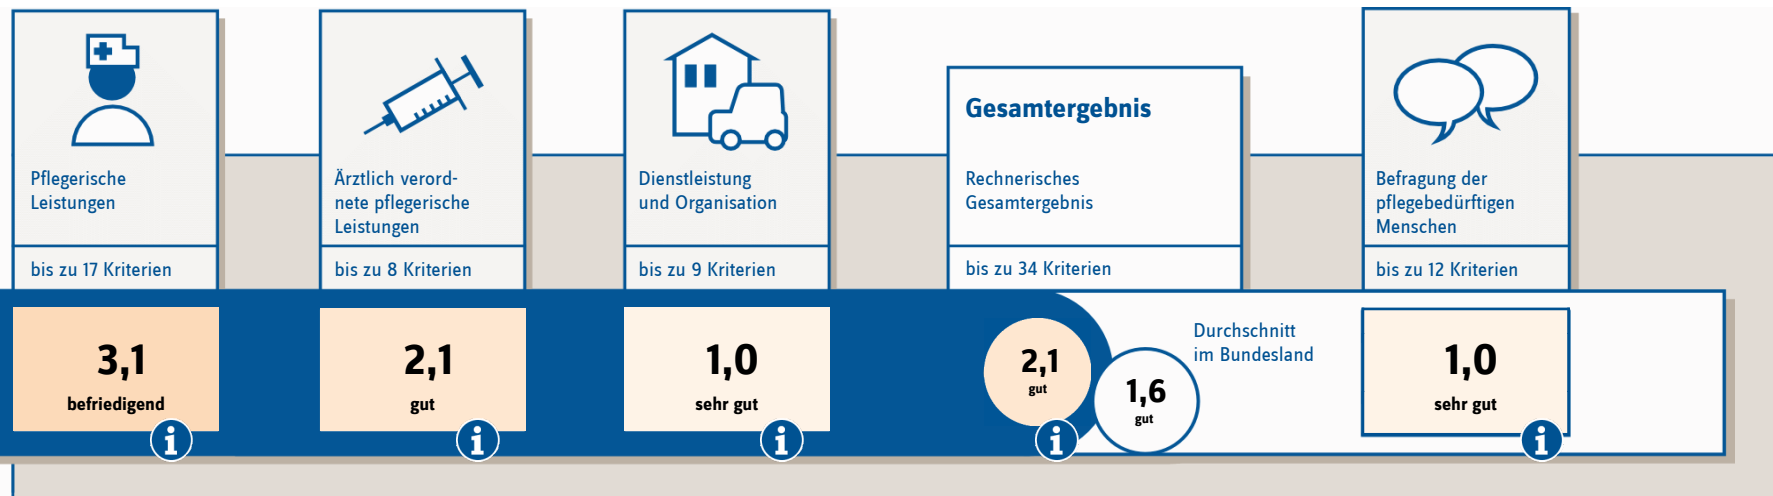 Pflegerische
Leistungen
bis zu 17 Kriterien
3,1
befriedigend
i
Ärztlich verord-
nete pflegerische
Leistungen
bis zu 8 Kriterien
2,1
gut
i
Dienstleistung
und Organisation
bis zu 9 Kriterien
1,0
sehr gut
i
Gesamtergebnis
Rechnerisches
Gesamtergebnis
bis zu 34 Kriterien
2,1
gut
i
1,6
gut
Durchschnitt
im Bundesland
Befragung der
pflegebedürftigen
Menschen
bis zu 12 Kriterien
1,0
sehr gut
i